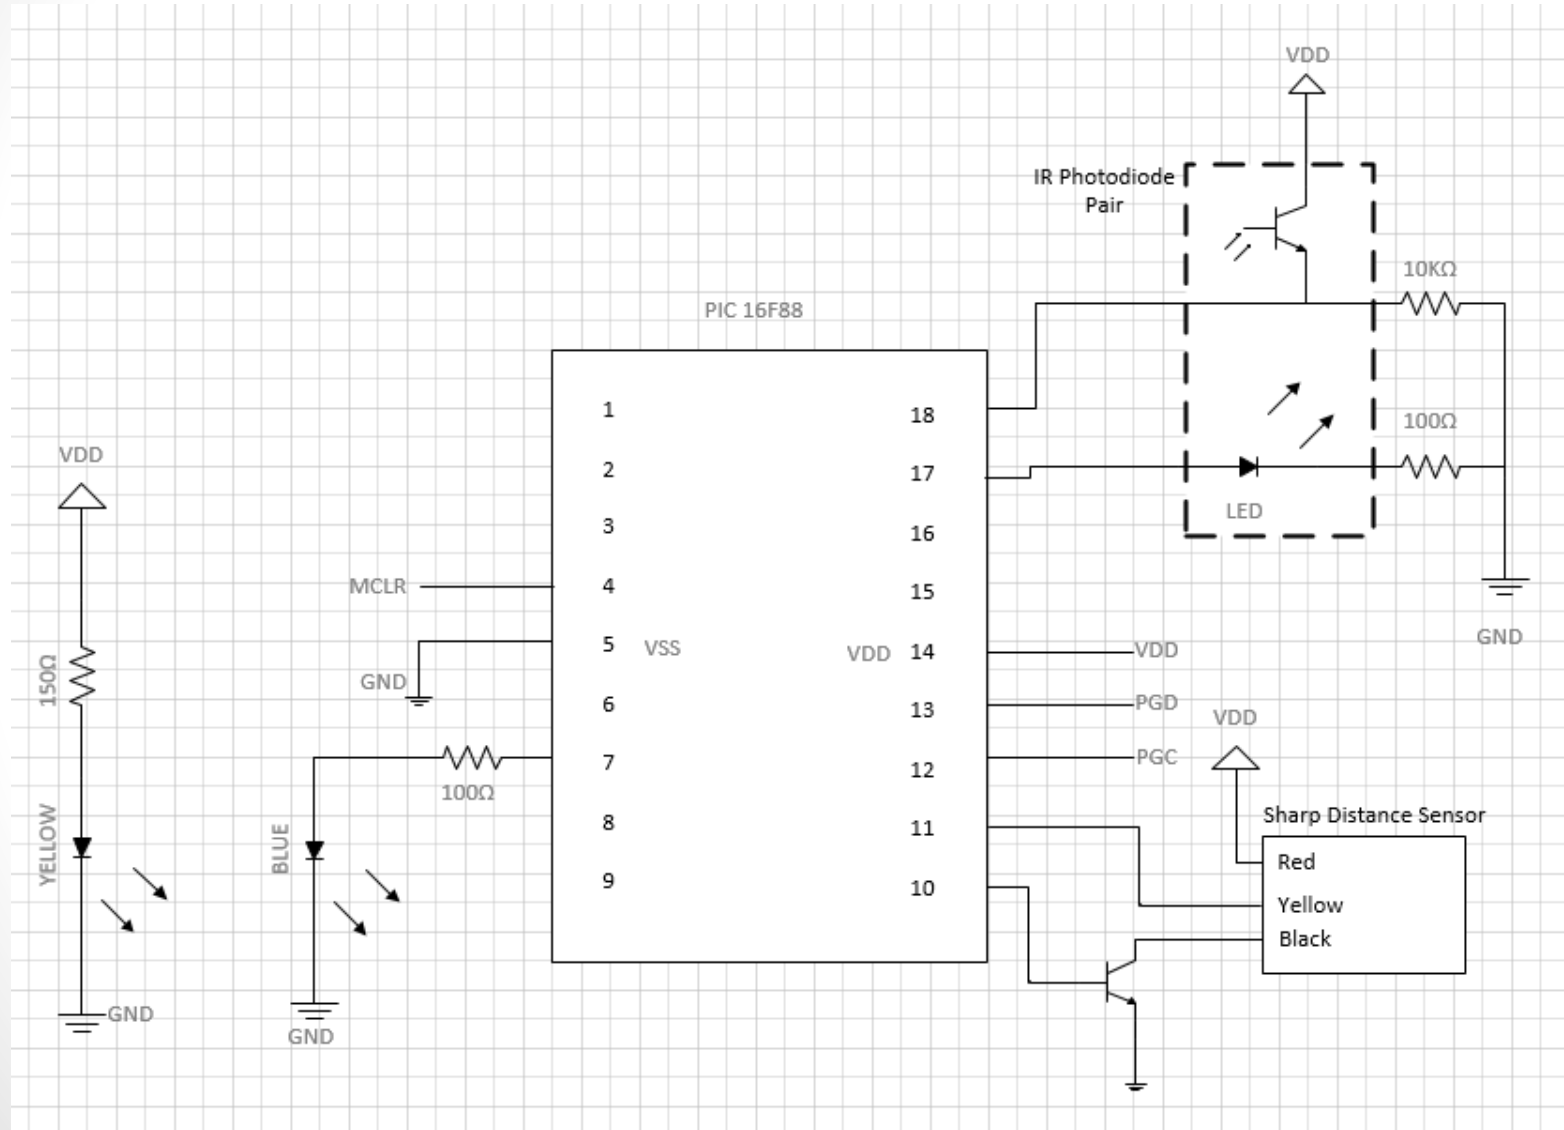 VDD
IR Photodiode
Pair
10KΩ
PIC 16F88
1
18
100Ω
VDD
2
17
LED
3
16
MCLR
4
15
5
VSS
VDD
14
VDD
GND
150Ω
GND
6
13
PGD
VDD
7
12
PGC
100Ω
YELLOW
BLUE
8
11
Sharp Distance Sensor
Red
9
10
Yellow
Black
GND
GND